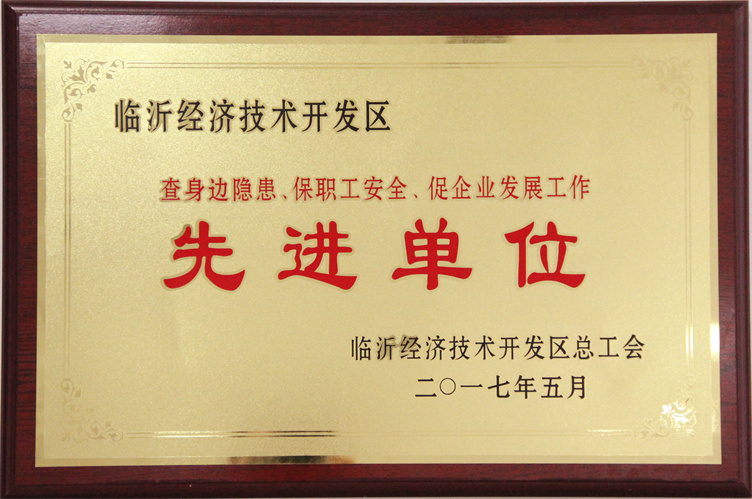 临沂经济技术开发区
查身边隐患、保职工安全、促企业发展工作
先进单位
临沂经济技术开发区总工会
二〇一七年五月